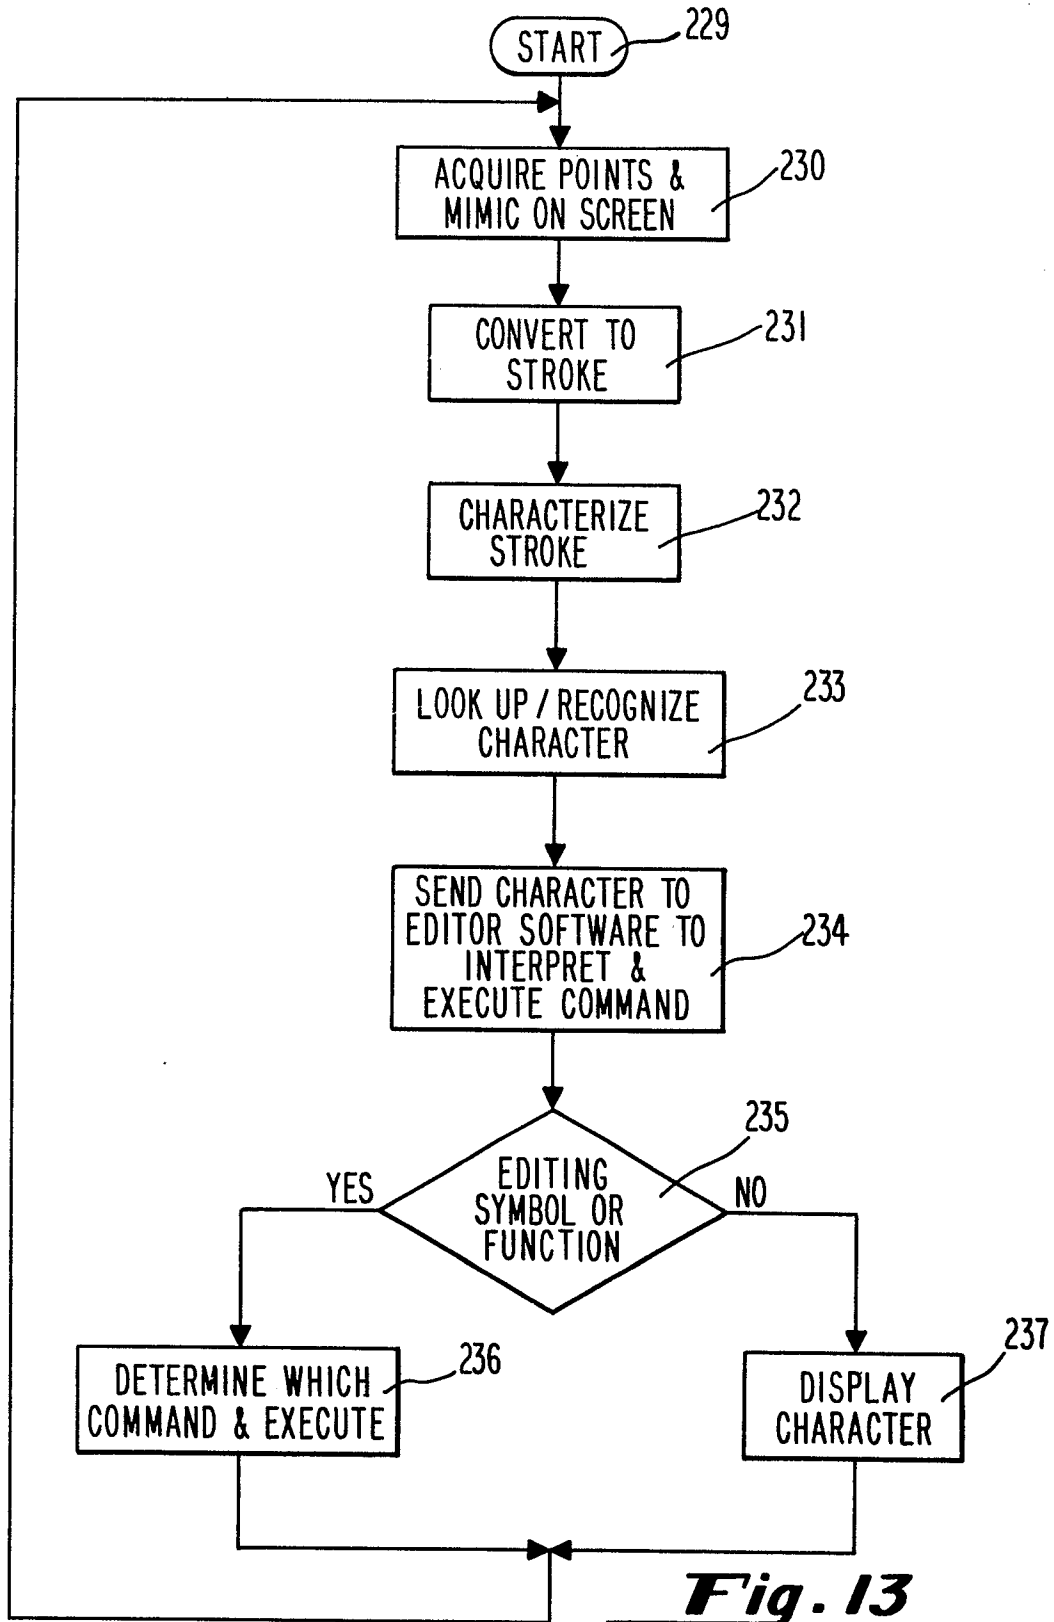 START
229
ACQUIRE POINTS &
MIMIC ON SCREEN
230
CONVERT TO
STROKE
231
CHARACTERIZE
STROKE
232
LOOK UP / RECOGNIZE
CHARACTER
233
SEND CHARACTER TO
EDITOR SOFTWARE TO
INTERPRET &
EXECUTE COMMAND
234
EDITING
SYMBOL OR
FUNCTION
235
YES
NO
DETERMINE WHICH
COMMAND & EXECUTE
236
DISPLAY
CHARACTER
237
Fig. 13